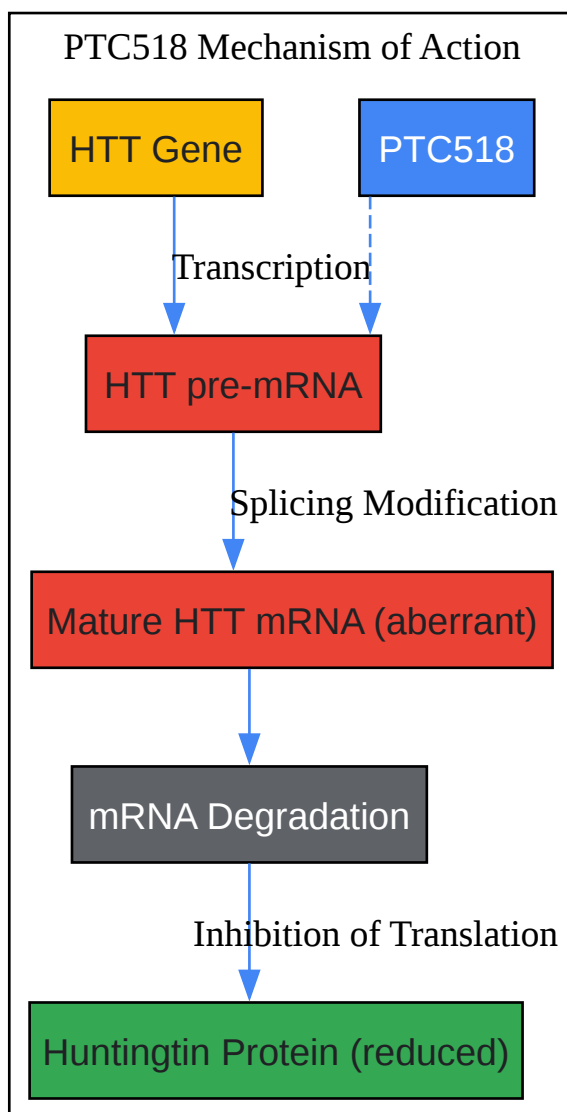 PTC518 Mechanism of Action
HTT Gene
PTC518
Transcription
HTT pre-mRNA
Splicing Modification
Mature HTT mRNA (aberrant)
mRNA Degradation
Inhibition of Translation
Huntingtin Protein (reduced)